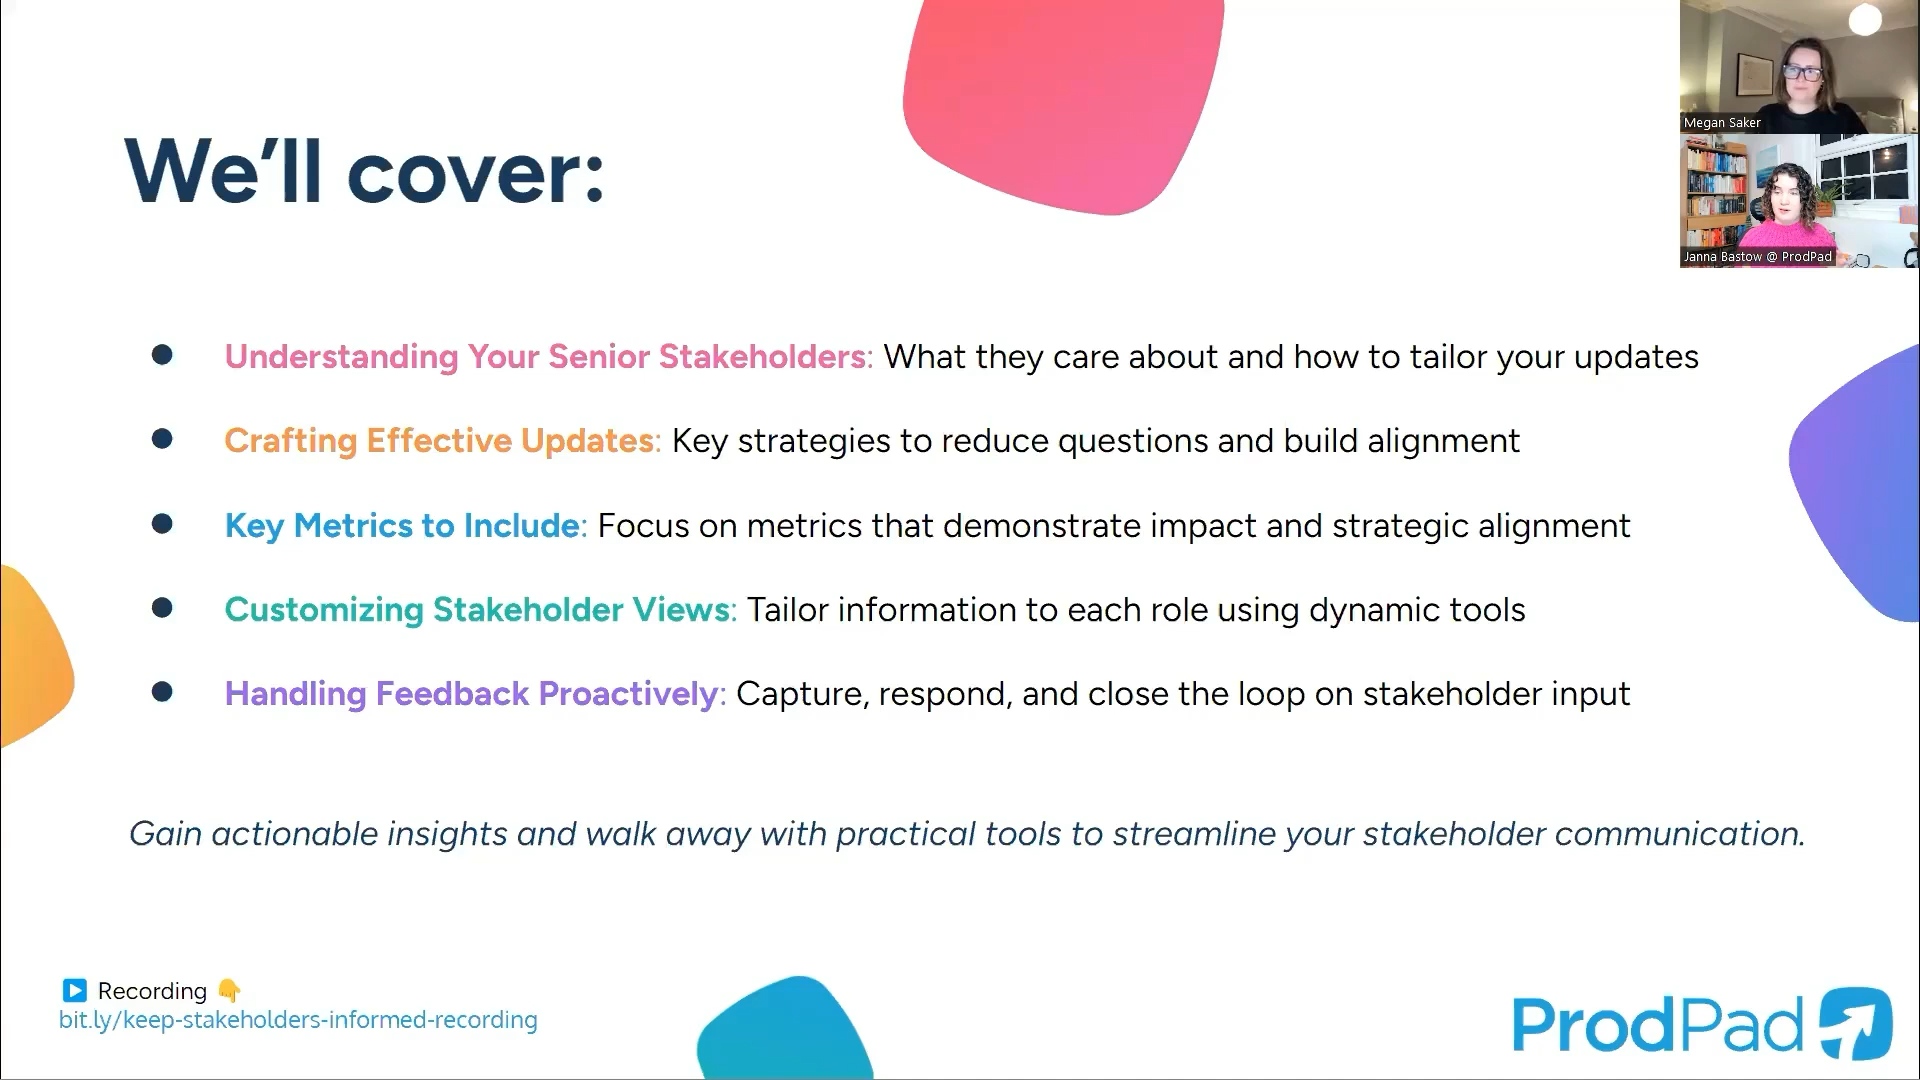 We'll cover:
Megan Saker
Janna Bastow @ ProdPad
● Understanding Your Senior Stakeholders: What they care about and how to tailor your updates
● Crafting Effective Updates: Key strategies to reduce questions and build alignment
● Key Metrics to Include: Focus on metrics that demonstrate impact and strategic alignment
● Customizing Stakeholder Views: Tailor information to each role using dynamic tools
● Handling Feedback Proactively: Capture, respond, and close the loop on stakeholder input
Gain actionable insights and walk away with practical tools to streamline your stakeholder communication.
▶️ Recording 👇
bit.ly/keep-stakeholders-informed-recording
ProdPad